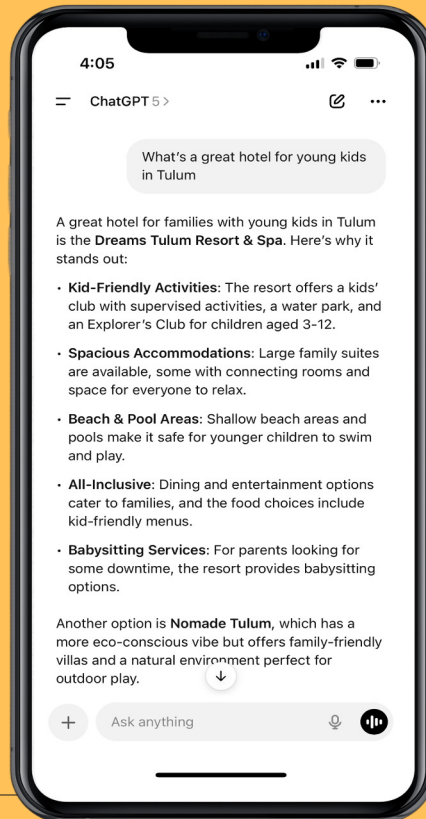 4:05
ChatGPT 5 >
What's a great hotel for young kids
in Tulum
A great hotel for families with young kids in Tulum
is the Dreams Tulum Resort & Spa. Here's why it
stands out:
• Kid-Friendly Activities: The resort offers a kids'
club with supervised activities, a water park, and
an Explorer's Club for children aged 3-12.
• Spacious Accommodations: Large family suites
are available, some with connecting rooms and
space for everyone to relax.
• Beach & Pool Areas: Shallow beach areas and
pools make it safe for younger children to swim
and play.
• All-Inclusive: Dining and entertainment options
cater to families, and the food choices include
kid-friendly menus.
• Babysitting Services: For parents looking for
some downtime, the resort provides babysitting
options.
Another option is Nomade Tulum, which has a
more eco-conscious vibe but offers family-friendly
villas and a natural environment perfect for
outdoor play.
Ask anything